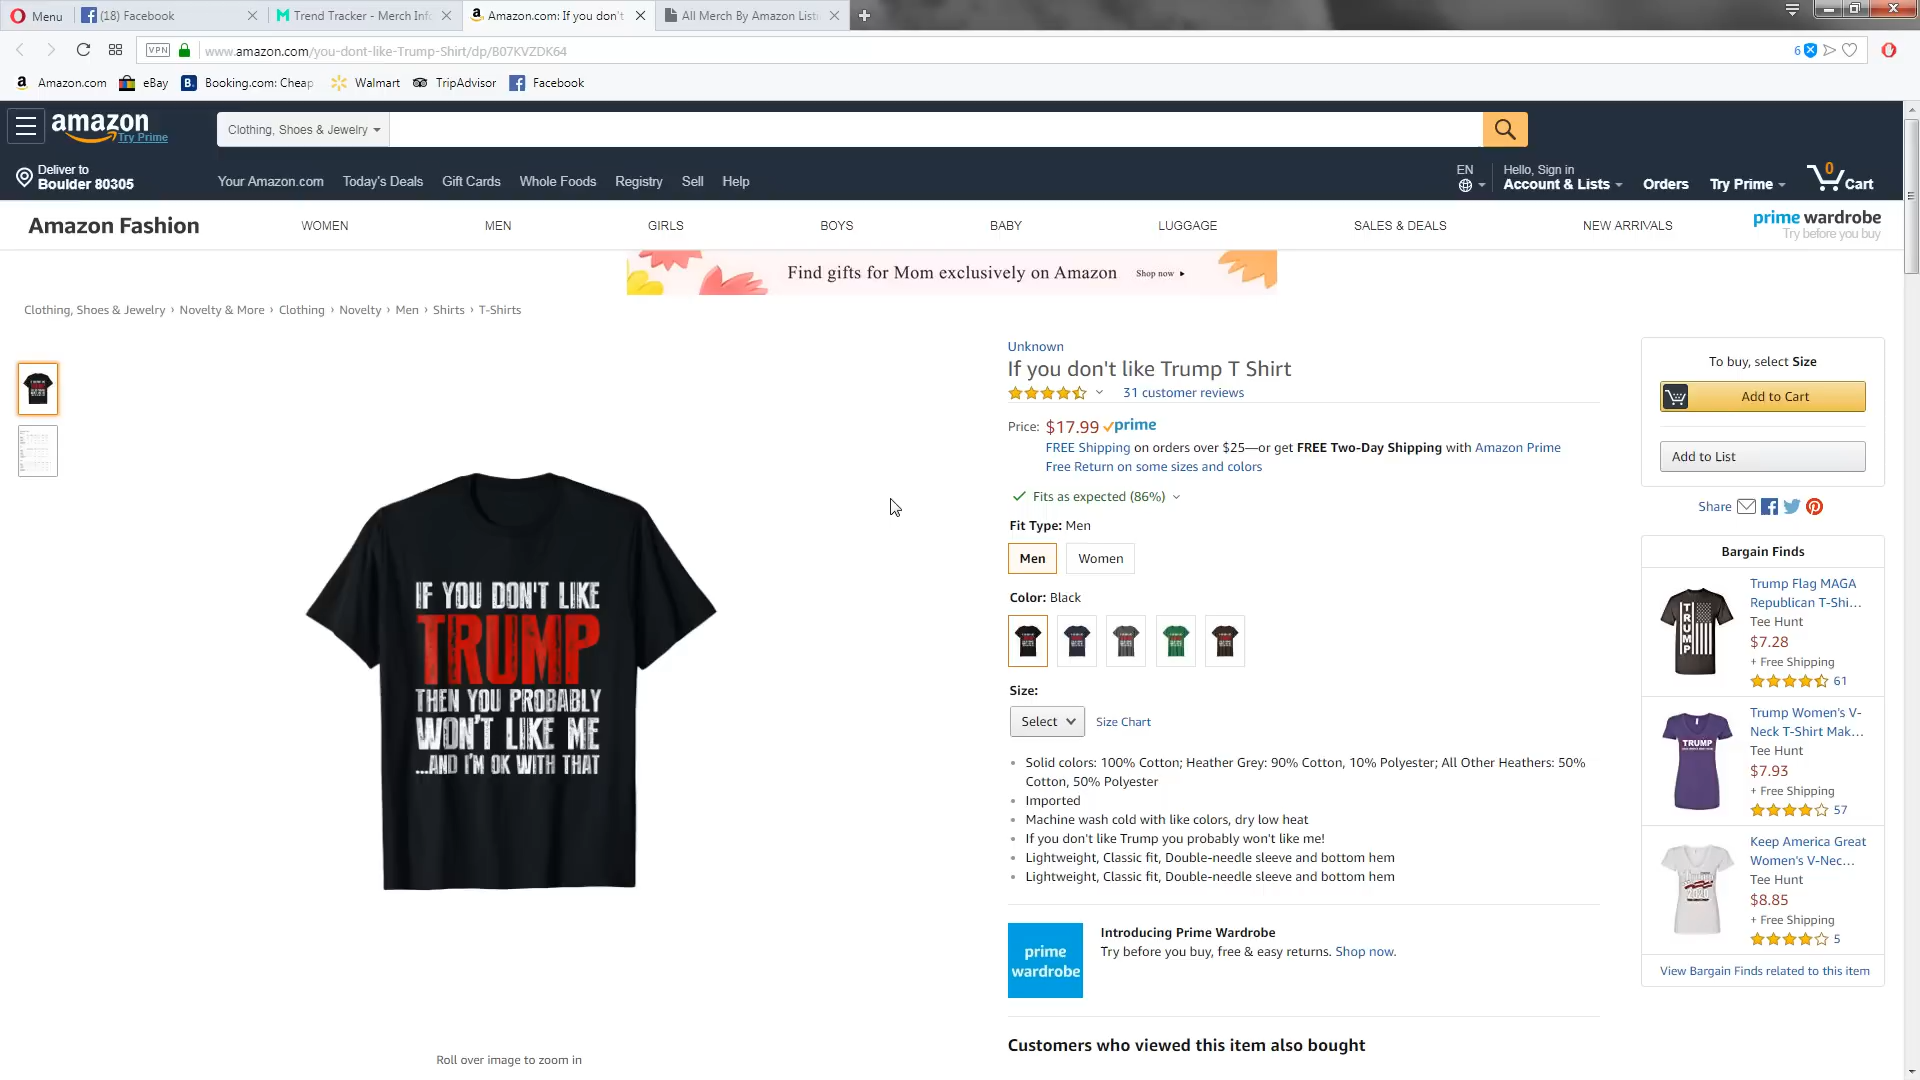 Menu
(18) Facebook
Trend Tracker - Merch Inf
Amazon.com: If you don't
All Merch By Amazon List
VPN
www.amazon.com/you-dont-like-Trump-Shirt/dp/B07KVZDK64
6
Amazon.com
eBay
Booking.com: Cheap
Walmart
TripAdvisor
Facebook
amazon
Try Prime
Clothing, Shoes & Jewelry
Deliver to
Boulder 80305
Your Amazon.com
Today's Deals
Gift Cards
Whole Foods
Registry
Sell
Help
EN
Hello, Sign in
Account & Lists
Orders
Try Prime
0
Cart
Amazon Fashion
WOMEN
MEN
GIRLS
BOYS
BABY
LUGGAGE
SALES & DEALS
NEW ARRIVALS
prime wardrobe
Try before you buy
Find gifts for Mom exclusively on Amazon
Shop now ▸
Clothing, Shoes & Jewelry › Novelty & More › Clothing › Novelty › Men › Shirts › T-Shirts
IF YOU DON'T LIKE
TRUMP
THEN YOU PROBABLY
WON'T LIKE ME
...AND I'M OK WITH THAT
Roll over image to zoom in
Unknown
If you don't like Trump T Shirt
31 customer reviews
Price: $17.99 prime
FREE Shipping on orders over $25—or get FREE Two-Day Shipping with Amazon Prime
Free Return on some sizes and colors
Fits as expected (86%)
Fit Type: Men
Men
Women
Color: Black
Size:
Select
Size Chart
Solid colors: 100% Cotton; Heather Grey: 90% Cotton, 10% Polyester; All Other Heathers: 50%
Cotton, 50% Polyester
Imported
Machine wash cold with like colors, dry low heat
If you don't like Trump you probably won't like me!
Lightweight, Classic fit, Double-needle sleeve and bottom hem
Lightweight, Classic fit, Double-needle sleeve and bottom hem
prime
wardrobe
Introducing Prime Wardrobe
Try before you buy, free & easy returns. Shop now.
Customers who viewed this item also bought
To buy, select Size
Add to Cart
Add to List
Share
Bargain Finds
TRUMP
Trump Flag MAGA
Republican T-Shi...
Tee Hunt
$7.28
+ Free Shipping
61
TRUMP
Trump Women's V-
Neck T-Shirt Mak...
Tee Hunt
$7.93
+ Free Shipping
57
Keep America Great
Women's V-Nec...
Tee Hunt
$8.85
+ Free Shipping
5
View Bargain Finds related to this item